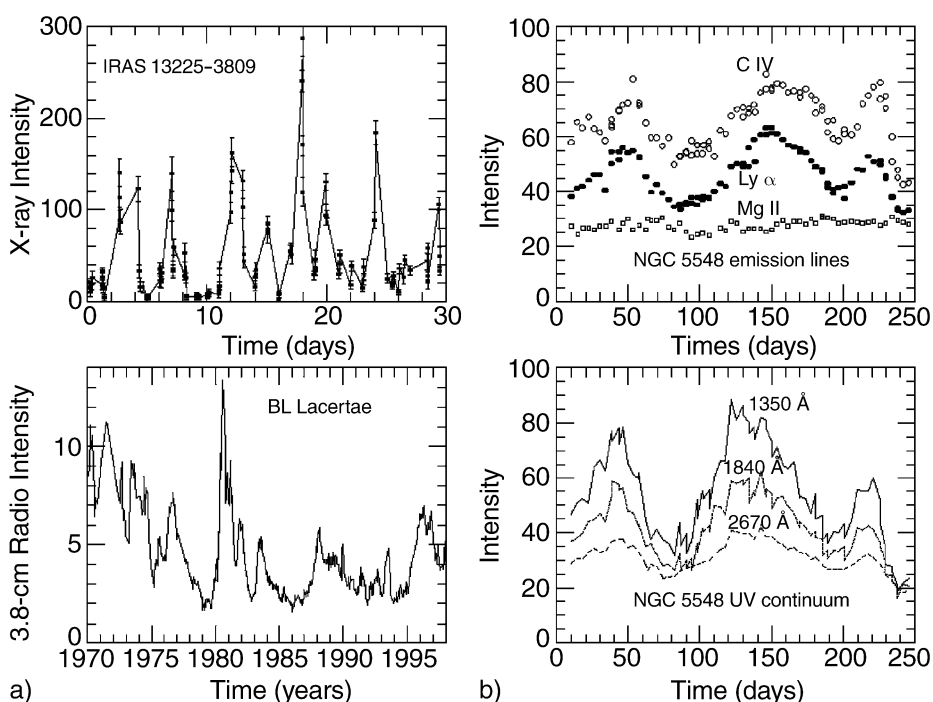 300
200
100
0
X-ray Intensity
IRAS 13225–3809
0 10 20 30
Time (days)
100
80
60
40
20
0
Intensity
C IV
Ly α
Mg II
NGC 5548 emission lines
0 50 100 150 200 250
Times (days)
10
5
0
3.8-cm Radio Intensity
BL Lacertae
1970 1975 1980 1985 1990 1995
Time (years)
a)
100
80
60
40
20
0
Intensity
1350 Å
1840 Å
2670 Å
NGC 5548 UV continuum
0 50 100 150 200 250
Time (days)
b)